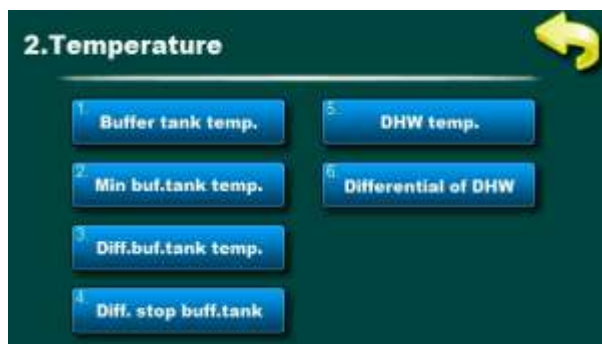 2.Temperature
1.
Buffer tank temp.
2.
Min buf.tank temp.
3.
Diff.buf.tank temp.
4.
Diff. stop buff.tank
5.
DHW temp.
6.
Differential of DHW